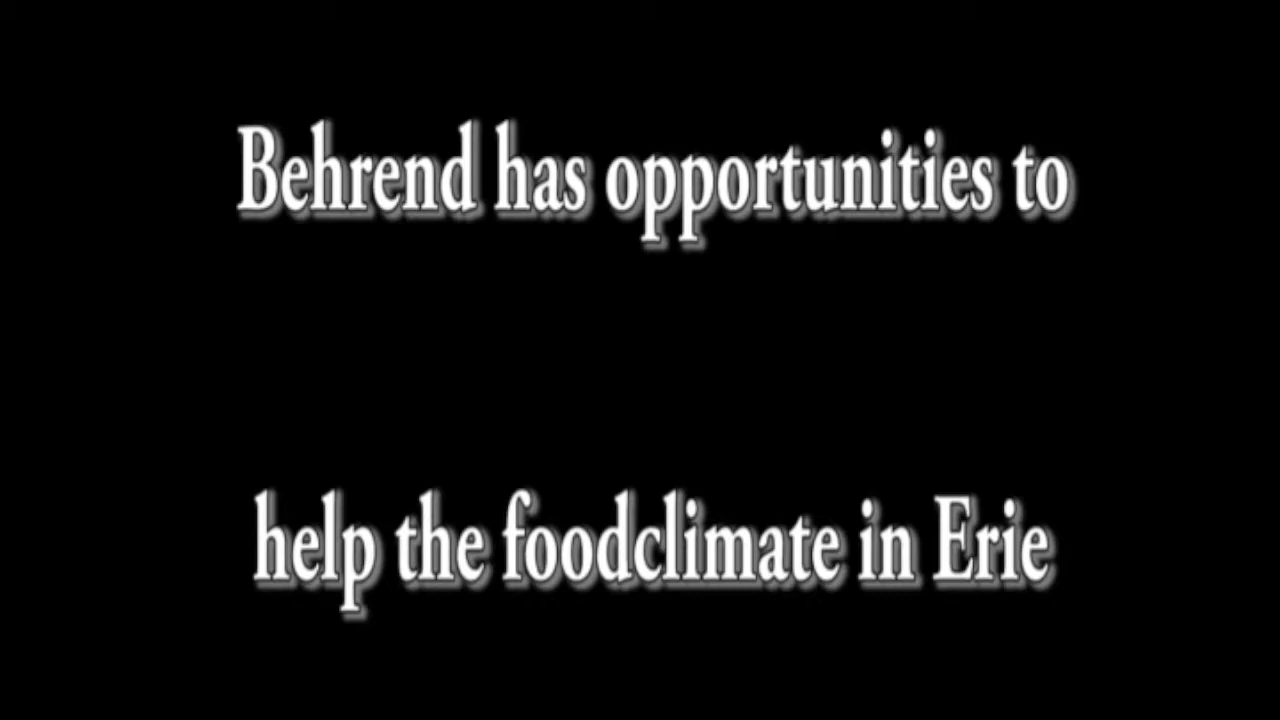 Behrend has opportunities to
help the foodclimate in Erie